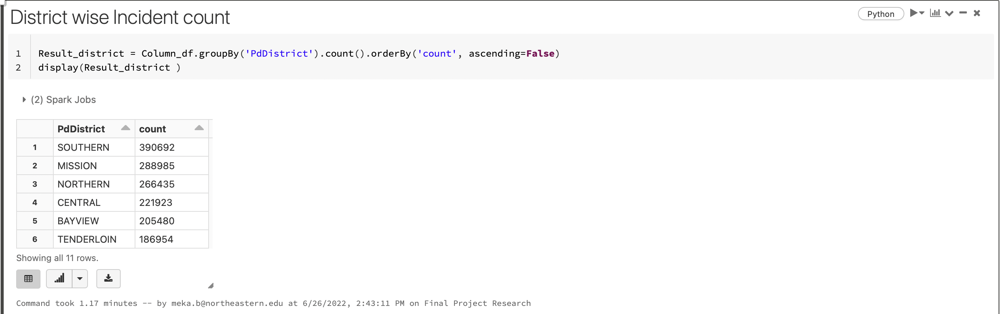 District wise Incident count
Python
1 Result_district = Column_df.groupBy('PdDistrict').count().orderBy('count', ascending=False)
2 display(Result_district )
(2) Spark Jobs
PdDistrict count
1 SOUTHERN 390692
2 MISSION 288985
3 NORTHERN 266435
4 CENTRAL 221923
5 BAYVIEW 205480
6 TENDERLOIN 186954
Showing all 11 rows.
Command took 1.17 minutes -- by meka.b@northeastern.edu at 6/26/2022, 2:43:11 PM on Final Project Research